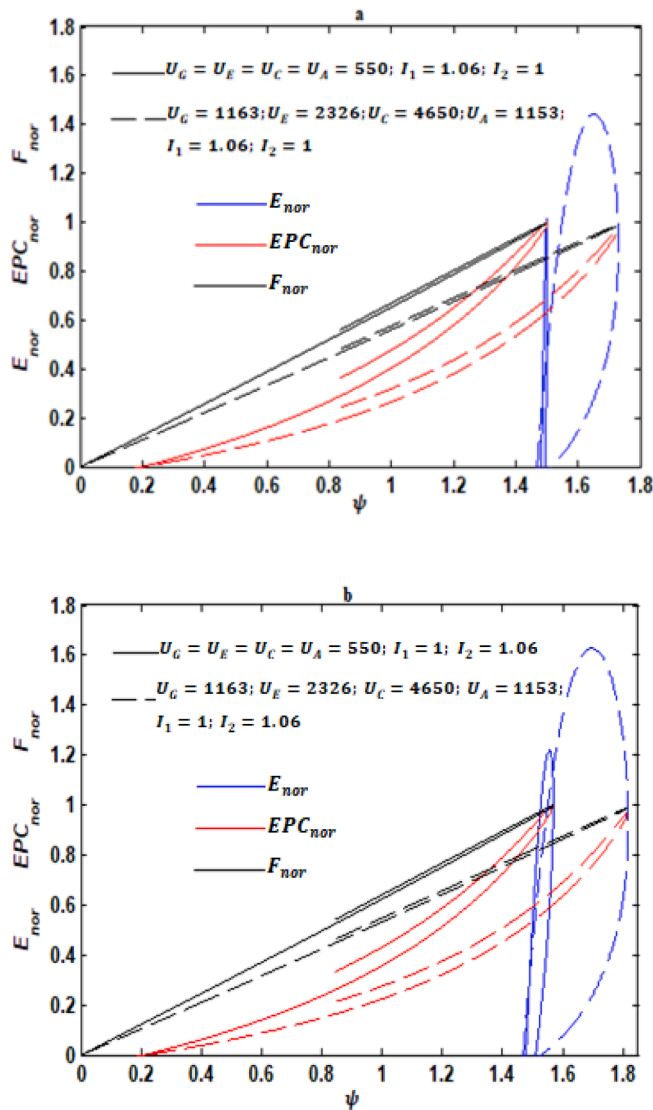 a
1.8
1.6
1.4
1.2
1
0.8
0.6
0.4
0.2
0
E_nor EPC_nor F_nor
U_G = U_E = U_C = U_A = 550; I_1 = 1.06; I_2 = 1
U_G = 1163; U_E = 2326; U_C = 4650; U_A = 1153;
I_1 = 1.06; I_2 = 1
E_nor
EPC_nor
F_nor
0 0.2 0.4 0.6 0.8 1 1.2 1.4 1.6 1.8
ψ
b
1.8
1.6
1.4
1.2
1
0.8
0.6
0.4
0.2
0
E_nor EPC_nor F_nor
U_G = U_E = U_C = U_A = 550; I_1 = 1; I_2 = 1.06
U_G = 1163; U_E = 2326; U_C = 4650; U_A = 1153;
I_1 = 1; I_2 = 1.06
E_nor
EPC_nor
F_nor
0 0.2 0.4 0.6 0.8 1 1.2 1.4 1.6 1.8
ψ